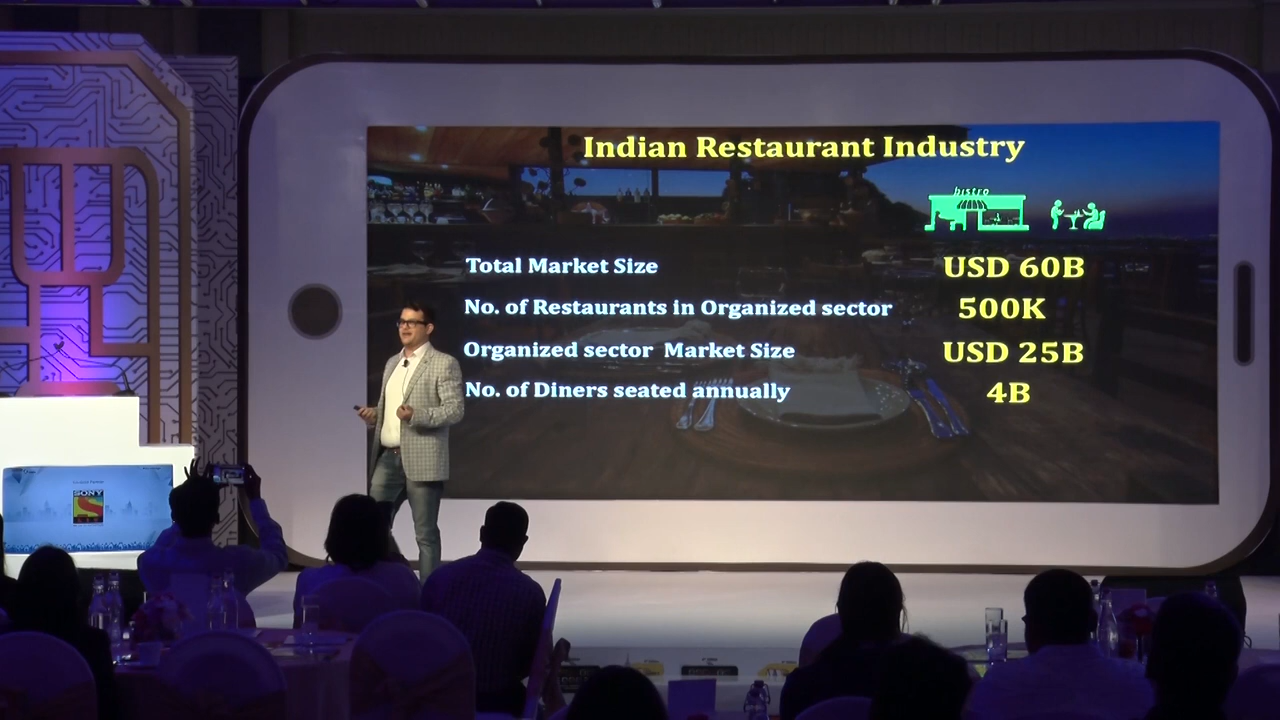 Indian Restaurant Industry
bistro
Total Market Size USD 60B
No. of Restaurants in Organized sector 500K
Organized sector Market Size USD 25B
No. of Diners seated annually 4B
SONY